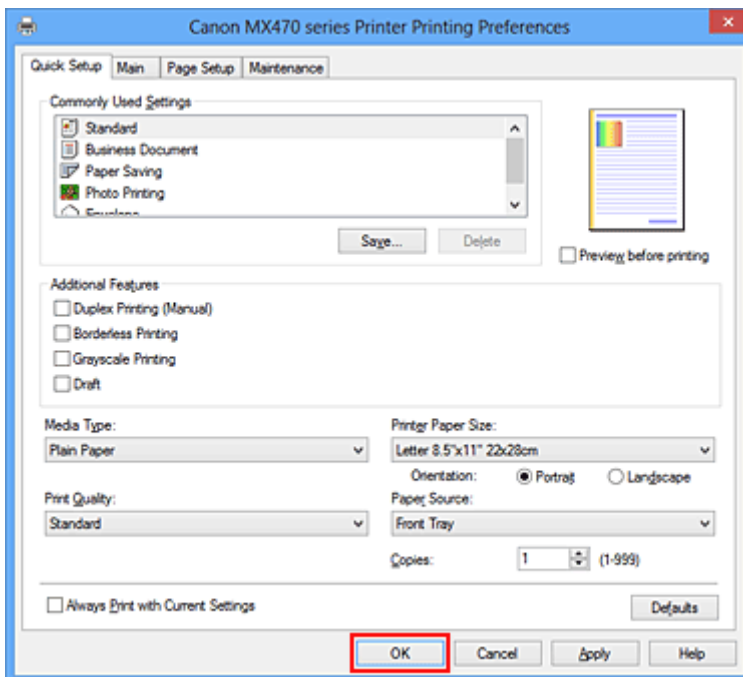 Canon MX470 series Printer Printing Preferences
Quick Setup Main Page Setup Maintenance
Commonly Used Settings
Standard
Business Document
Paper Saving
Photo Printing
Envelope
Save... Delete
Preview before printing
Additional Features
Duplex Printing (Manual)
Borderless Printing
Grayscale Printing
Draft
Media Type: Printer Paper Size:
Plain Paper Letter 8.5"x11" 22x28cm
Orientation: Portrait Landscape
Print Quality: Paper Source:
Standard Front Tray
Copies: 1 (1-999)
Always Print with Current Settings Defaults
OK Cancel Apply Help